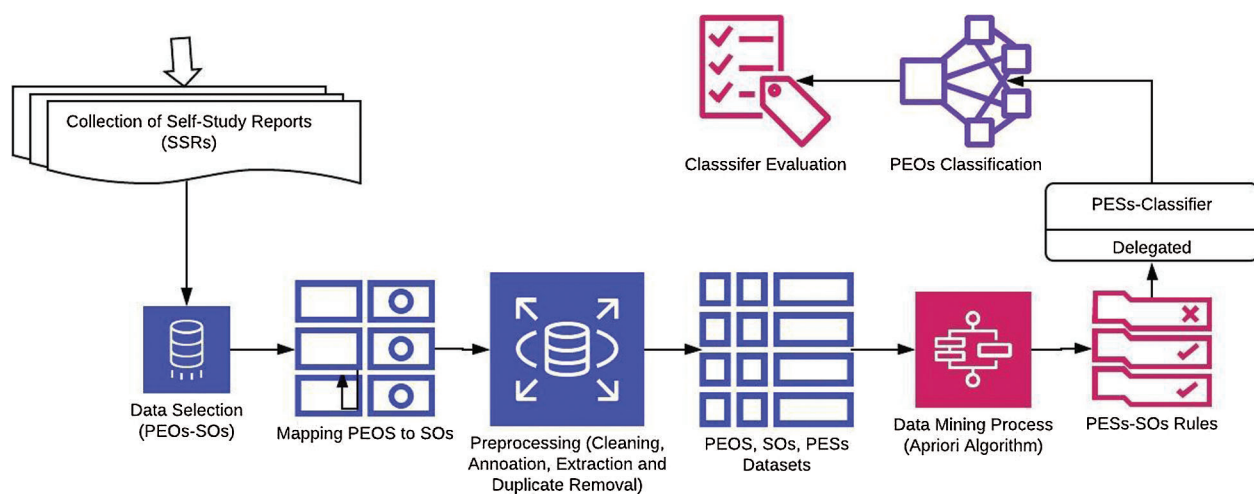 Collection of Self-Study Reports
(SSRs)
Classsifer Evaluation
PEOs Classification
PESs-Classifier
Delegated
Data Selection
(PEOs-SOs)
Mapping PEOS to SOs
Preprocessing (Cleaning,
Annoation, Extraction and
Duplicate Removal)
PEOS, SOs, PESs
Datasets
Data Mining Process
(Apriori Algorithm)
PESs-SOs Rules